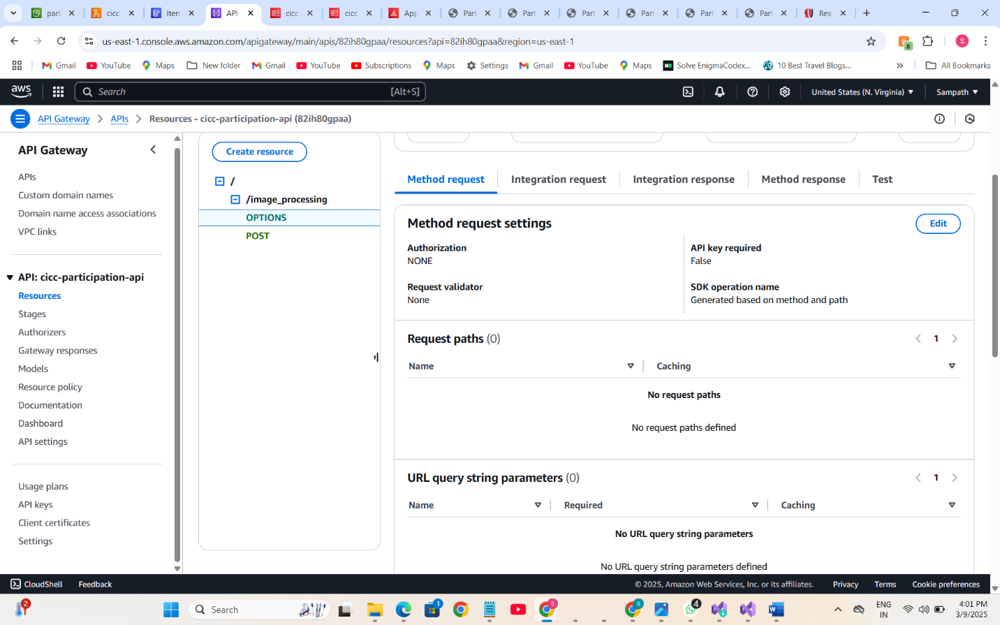 part
cicc
Item
API
cicc
cicc
App
Part
Part
Part
Part
Part
Part
Res
us-east-1.console.aws.amazon.com/apigateway/main/apis/82ih80gpaa/resources?api=82ih80gpaa&region=us-east-1
8
S
Gmail
YouTube
Maps
New folder
Gmail
YouTube
Subscriptions
Maps
Settings
Gmail
YouTube
Maps
Solve EnigmaCodex...
10 Best Travel Blogs...
All Bookmarks
aws
Search
[Alt+S]
United States (N. Virginia)
Sampath
API Gateway
APIs
Resources - cicc-participation-api (82ih80gpaa)
API Gateway
APIs
Custom domain names
Domain name access associations
VPC links
API: cicc-participation-api
Resources
Stages
Authorizers
Gateway responses
Models
Resource policy
Documentation
Dashboard
API settings
Usage plans
API keys
Client certificates
Settings
Create resource
/
/image_processing
OPTIONS
POST
Method request
Integration request
Integration response
Method response
Test
Method request settings
Edit
Authorization
NONE
API key required
False
Request validator
None
SDK operation name
Generated based on method and path
Request paths (0)
1
Name
Caching
No request paths
No request paths defined
URL query string parameters (0)
1
Name
Required
Caching
No URL query string parameters
No URL query string parameters defined
CloudShell
Feedback
© 2025, Amazon Web Services, Inc. or its affiliates.
Privacy
Terms
Cookie preferences
2
Search
1
S
S
4
ENG
IN
4:01 PM
3/9/2025